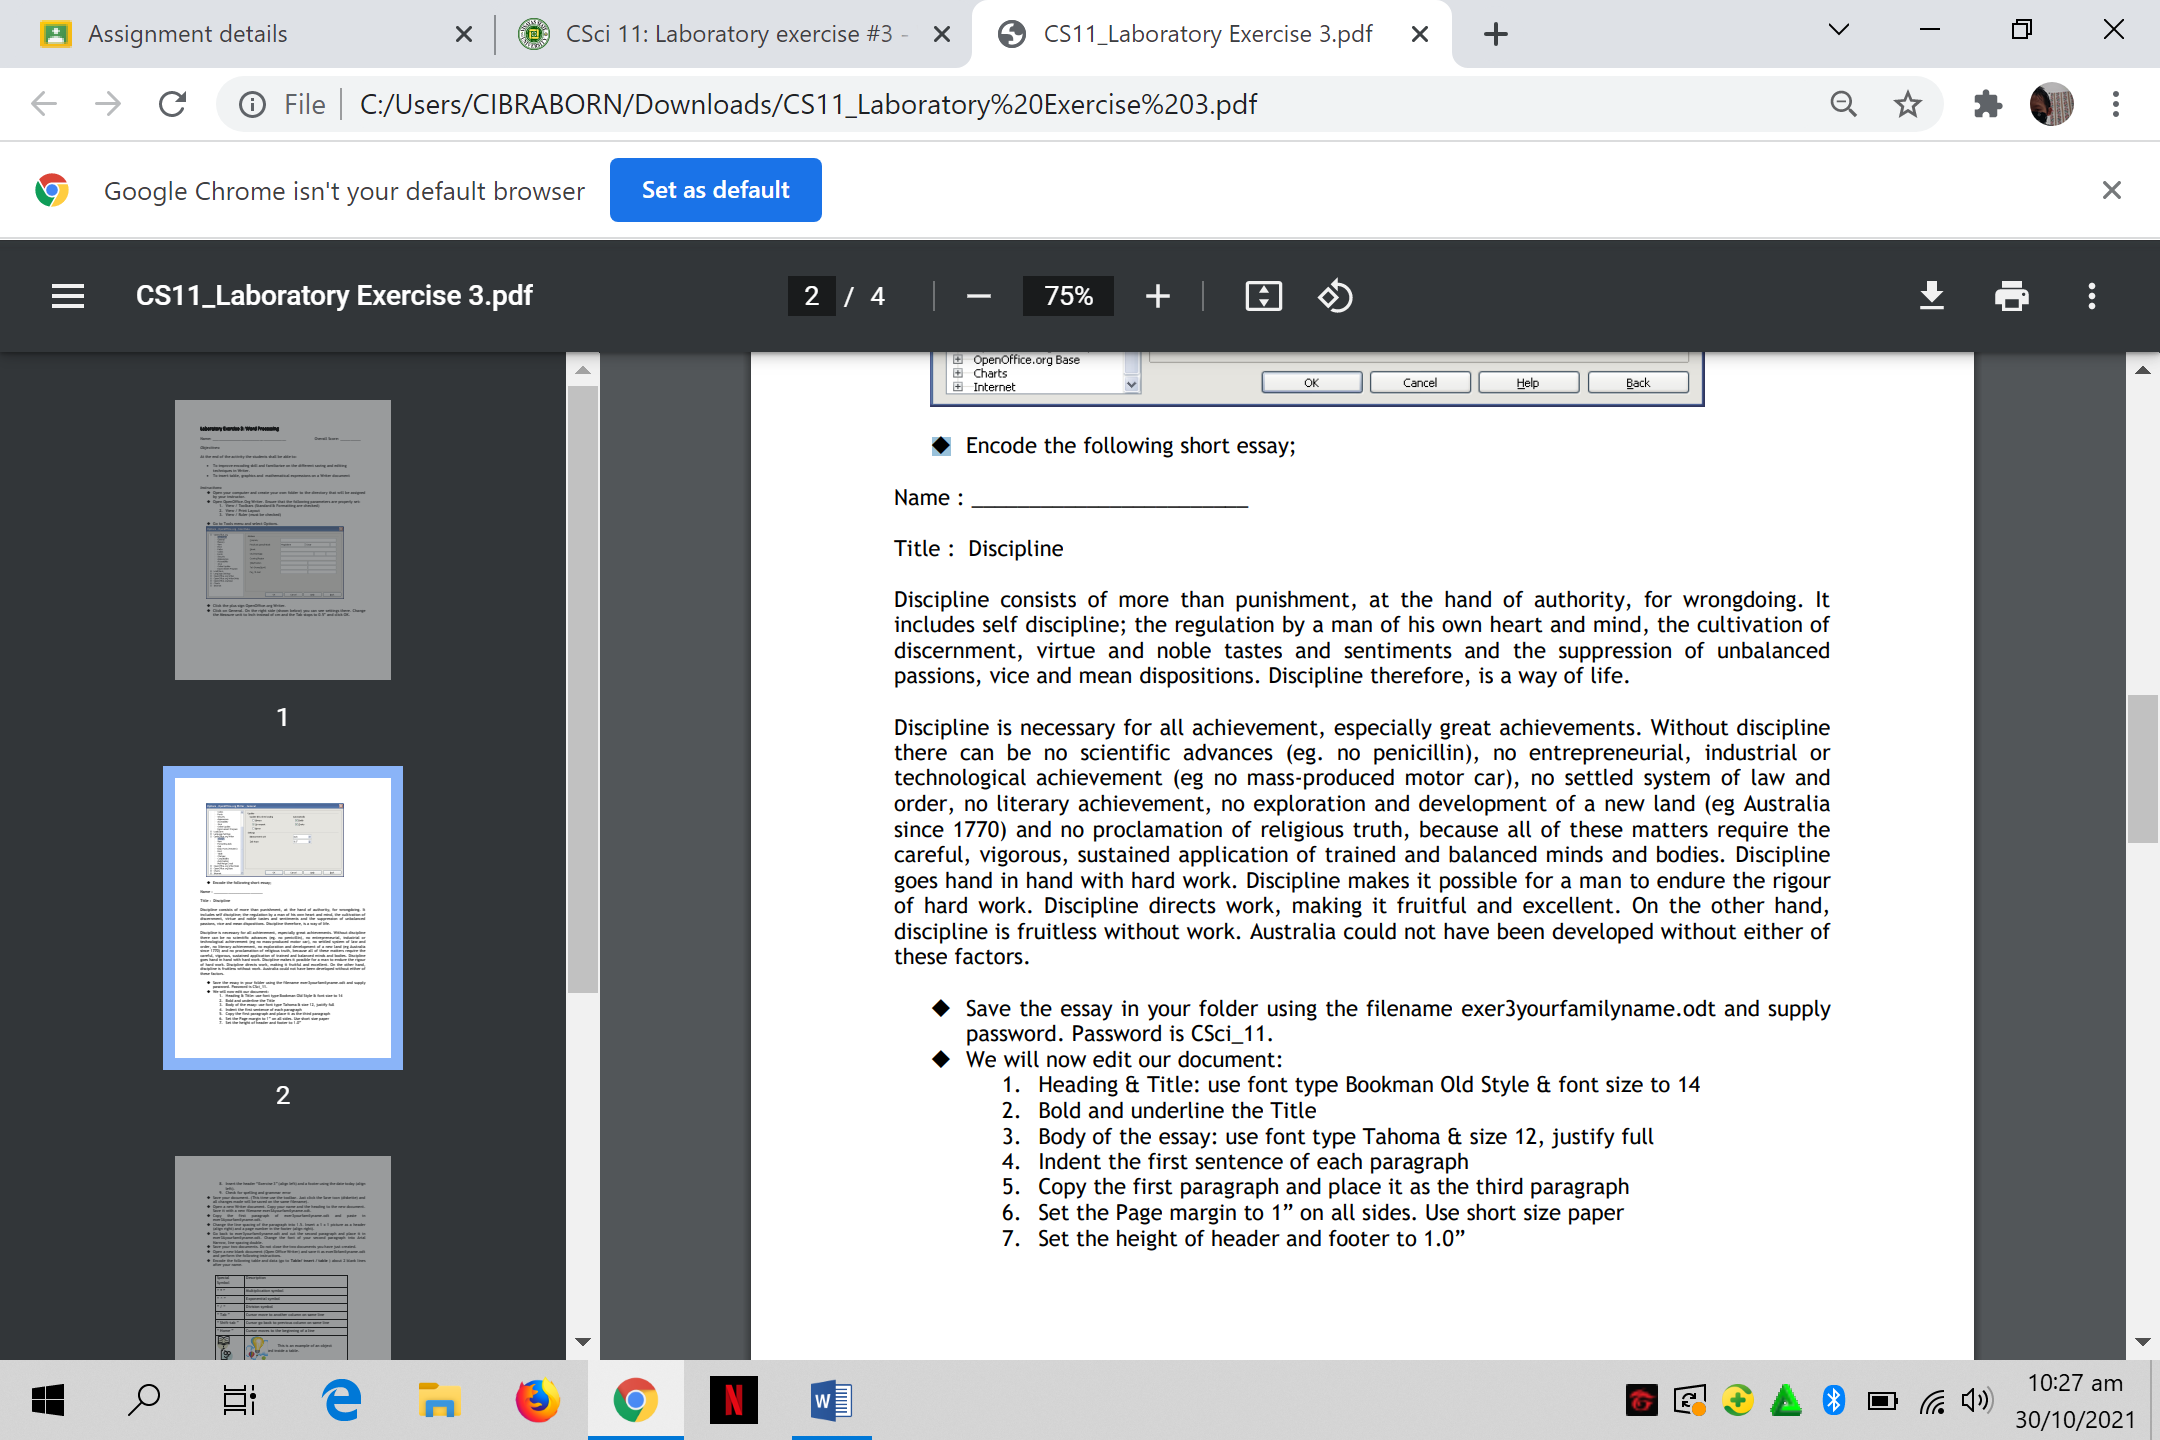 Assignment details
CSci 11: Laboratory exercise #3 -
CS11_Laboratory Exercise 3.pdf
File
C:/Users/CIBRABORN/Downloads/CS11_Laboratory%20Exercise%203.pdf
Google Chrome isn't your default browser
Set as default
CS11_Laboratory Exercise 3.pdf
2 / 4
75%
1
2
OpenOffice.org Base
Charts
Internet
OK
Cancel
Help
Back
◆ Encode the following short essay;
Name : ________________________
Title : Discipline
Discipline consists of more than punishment, at the hand of authority, for wrongdoing. It
includes self discipline; the regulation by a man of his own heart and mind, the cultivation of
discernment, virtue and noble tastes and sentiments and the suppression of unbalanced
passions, vice and mean dispositions. Discipline therefore, is a way of life.
Discipline is necessary for all achievement, especially great achievements. Without discipline
there can be no scientific advances (eg. no penicillin), no entrepreneurial, industrial or
technological achievement (eg no mass-produced motor car), no settled system of law and
order, no literary achievement, no exploration and development of a new land (eg Australia
since 1770) and no proclamation of religious truth, because all of these matters require the
careful, vigorous, sustained application of trained and balanced minds and bodies. Discipline
goes hand in hand with hard work. Discipline makes it possible for a man to endure the rigour
of hard work. Discipline directs work, making it fruitful and excellent. On the other hand,
discipline is fruitless without work. Australia could not have been developed without either of
these factors.
◆ Save the essay in your folder using the filename exer3yourfamilyname.odt and supply
password. Password is CSci_11.
◆ We will now edit our document:
1. Heading & Title: use font type Bookman Old Style & font size to 14
2. Bold and underline the Title
3. Body of the essay: use font type Tahoma & size 12, justify full
4. Indent the first sentence of each paragraph
5. Copy the first paragraph and place it as the third paragraph
6. Set the Page margin to 1” on all sides. Use short size paper
7. Set the height of header and footer to 1.0”
10:27 am
30/10/2021